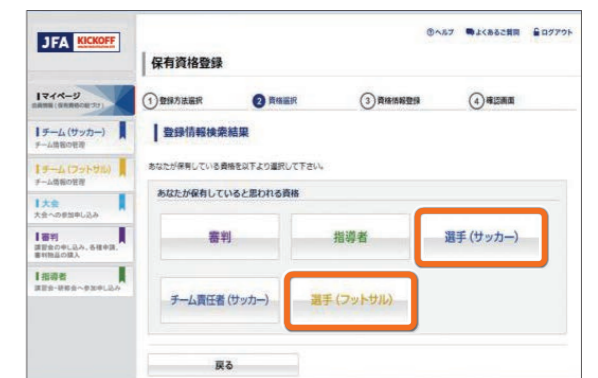 ヘルプ よくあるご質問 ログアウト
JFA KICKOFF
保有資格登録
マイページ
1 登録方法選択 2 資格選択 3 資格情報登録 4 確認画面
チーム(サッカー)
チーム情報の管理
登録情報検索結果
あなたが保有している資格を以下より選択して下さい。
チーム(フットサル)
チーム情報の管理
あなたが保有していると思われる資格
大会
大会への参加申し込み
審判
講習会の申し込み、各種申請、
審判物品の購入
指導者
講習会・研修会へ参加申し込み
審判 指導者 選手(サッカー)
チーム責任者(サッカー) 選手(フットサル)
戻る